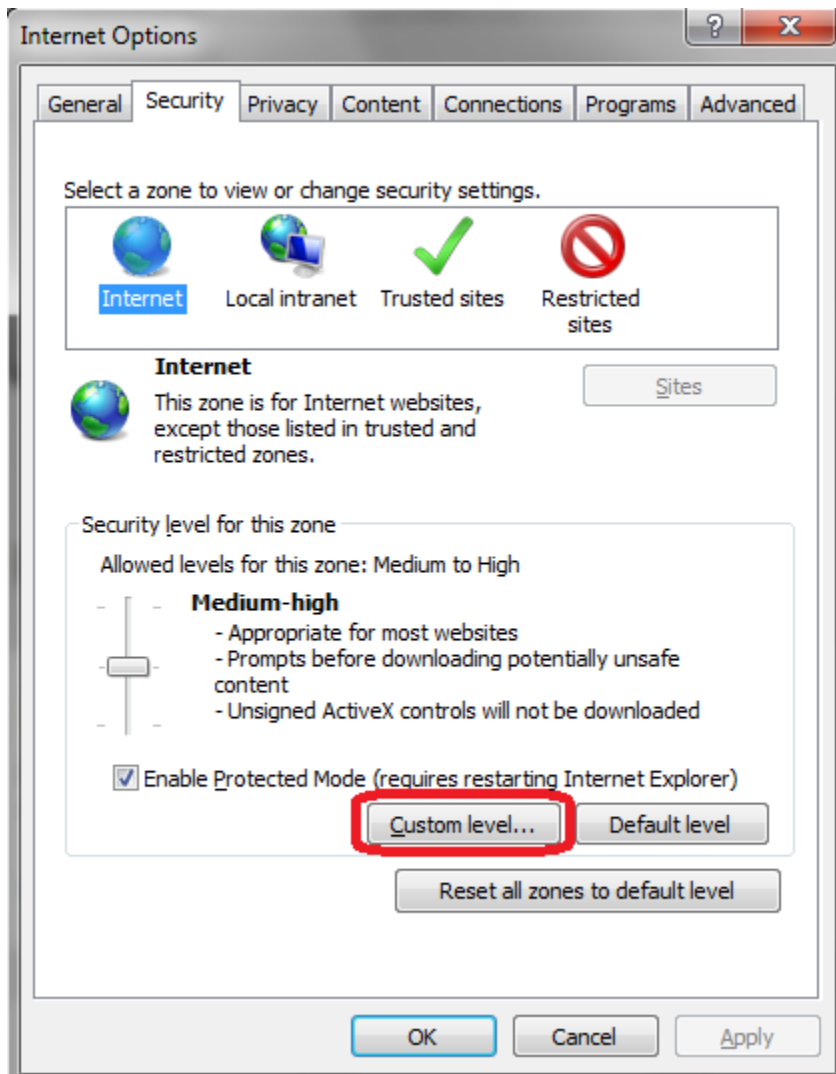 Internet Options
?
X
General Security Privacy Content Connections Programs Advanced
Select a zone to view or change security settings.
Internet Local intranet Trusted sites Restricted
sites
Internet
Sites
This zone is for Internet websites,
except those listed in trusted and
restricted zones.
Security level for this zone
Allowed levels for this zone: Medium to High
Medium-high
- Appropriate for most websites
- Prompts before downloading potentially unsafe
content
- Unsigned ActiveX controls will not be downloaded
Enable Protected Mode (requires restarting Internet Explorer)
Custom level... Default level
Reset all zones to default level
OK Cancel Apply